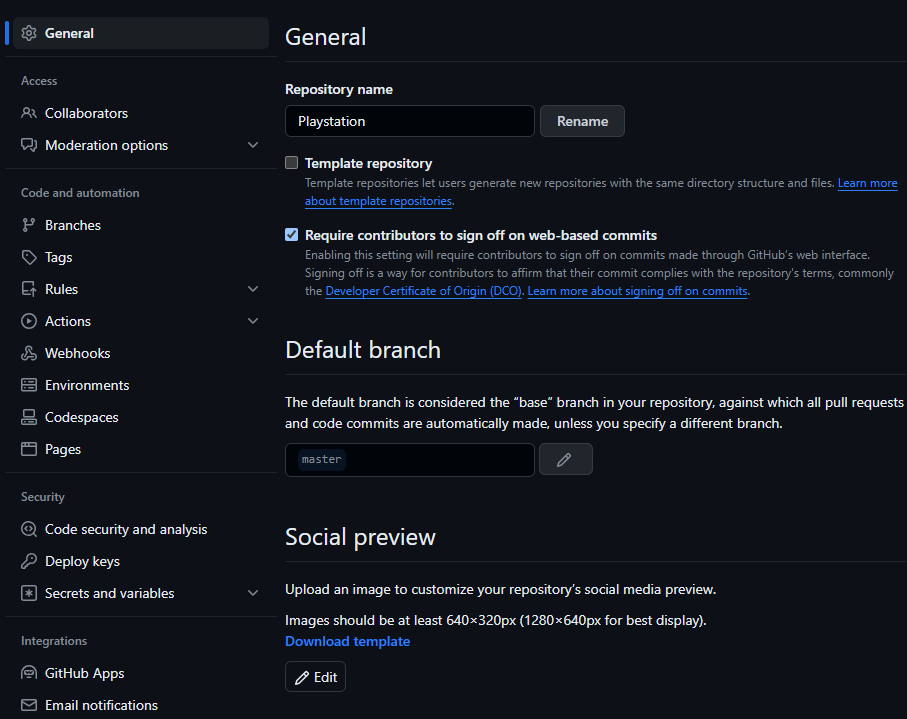 General
Access
Collaborators
Moderation options
Code and automation
Branches
Tags
Rules
Actions
Webhooks
Environments
Codespaces
Pages
Security
Code security and analysis
Deploy keys
Secrets and variables
Integrations
GitHub Apps
Email notifications
General
Repository name
Playstation
Rename
Template repository
Template repositories let users generate new repositories with the same directory structure and files. Learn more
about template repositories.
Require contributors to sign off on web-based commits
Enabling this setting will require contributors to sign off on commits made through GitHub's web interface.
Signing off is a way for contributors to affirm that their commit complies with the repository's terms, commonly
the Developer Certificate of Origin (DCO). Learn more about signing off on commits.
Default branch
The default branch is considered the “base” branch in your repository, against which all pull requests
and code commits are automatically made, unless you specify a different branch.
master
Social preview
Upload an image to customize your repository's social media preview.
Images should be at least 640×320px (1280×640px for best display).
Download template
Edit